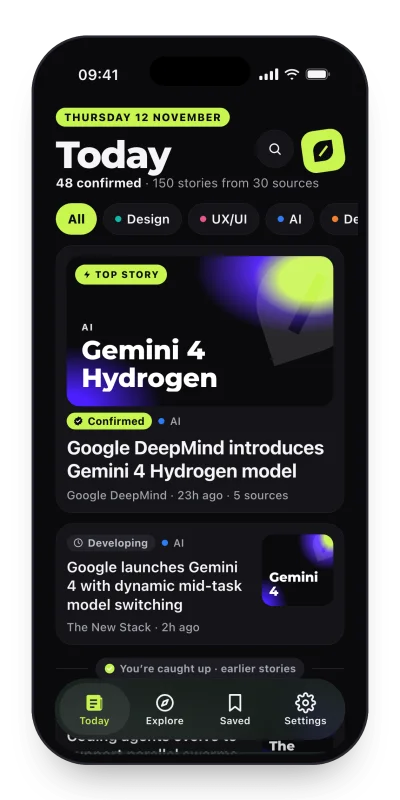 09:41
THURSDAY 12 NOVEMBER
Today
48 confirmed · 150 stories from 30 sources
All
Design
UX/UI
AI
De
TOP STORY
AI
Gemini 4
Hydrogen
Confirmed
AI
Google DeepMind introduces
Gemini 4 Hydrogen model
Google DeepMind · 23h ago · 5 sources
Developing
AI
Google launches Gemini
4 with dynamic mid-task
model switching
The New Stack · 2h ago
Gemini
4
You're caught up · earlier stories
Today
Explore
Saved
Settings
The